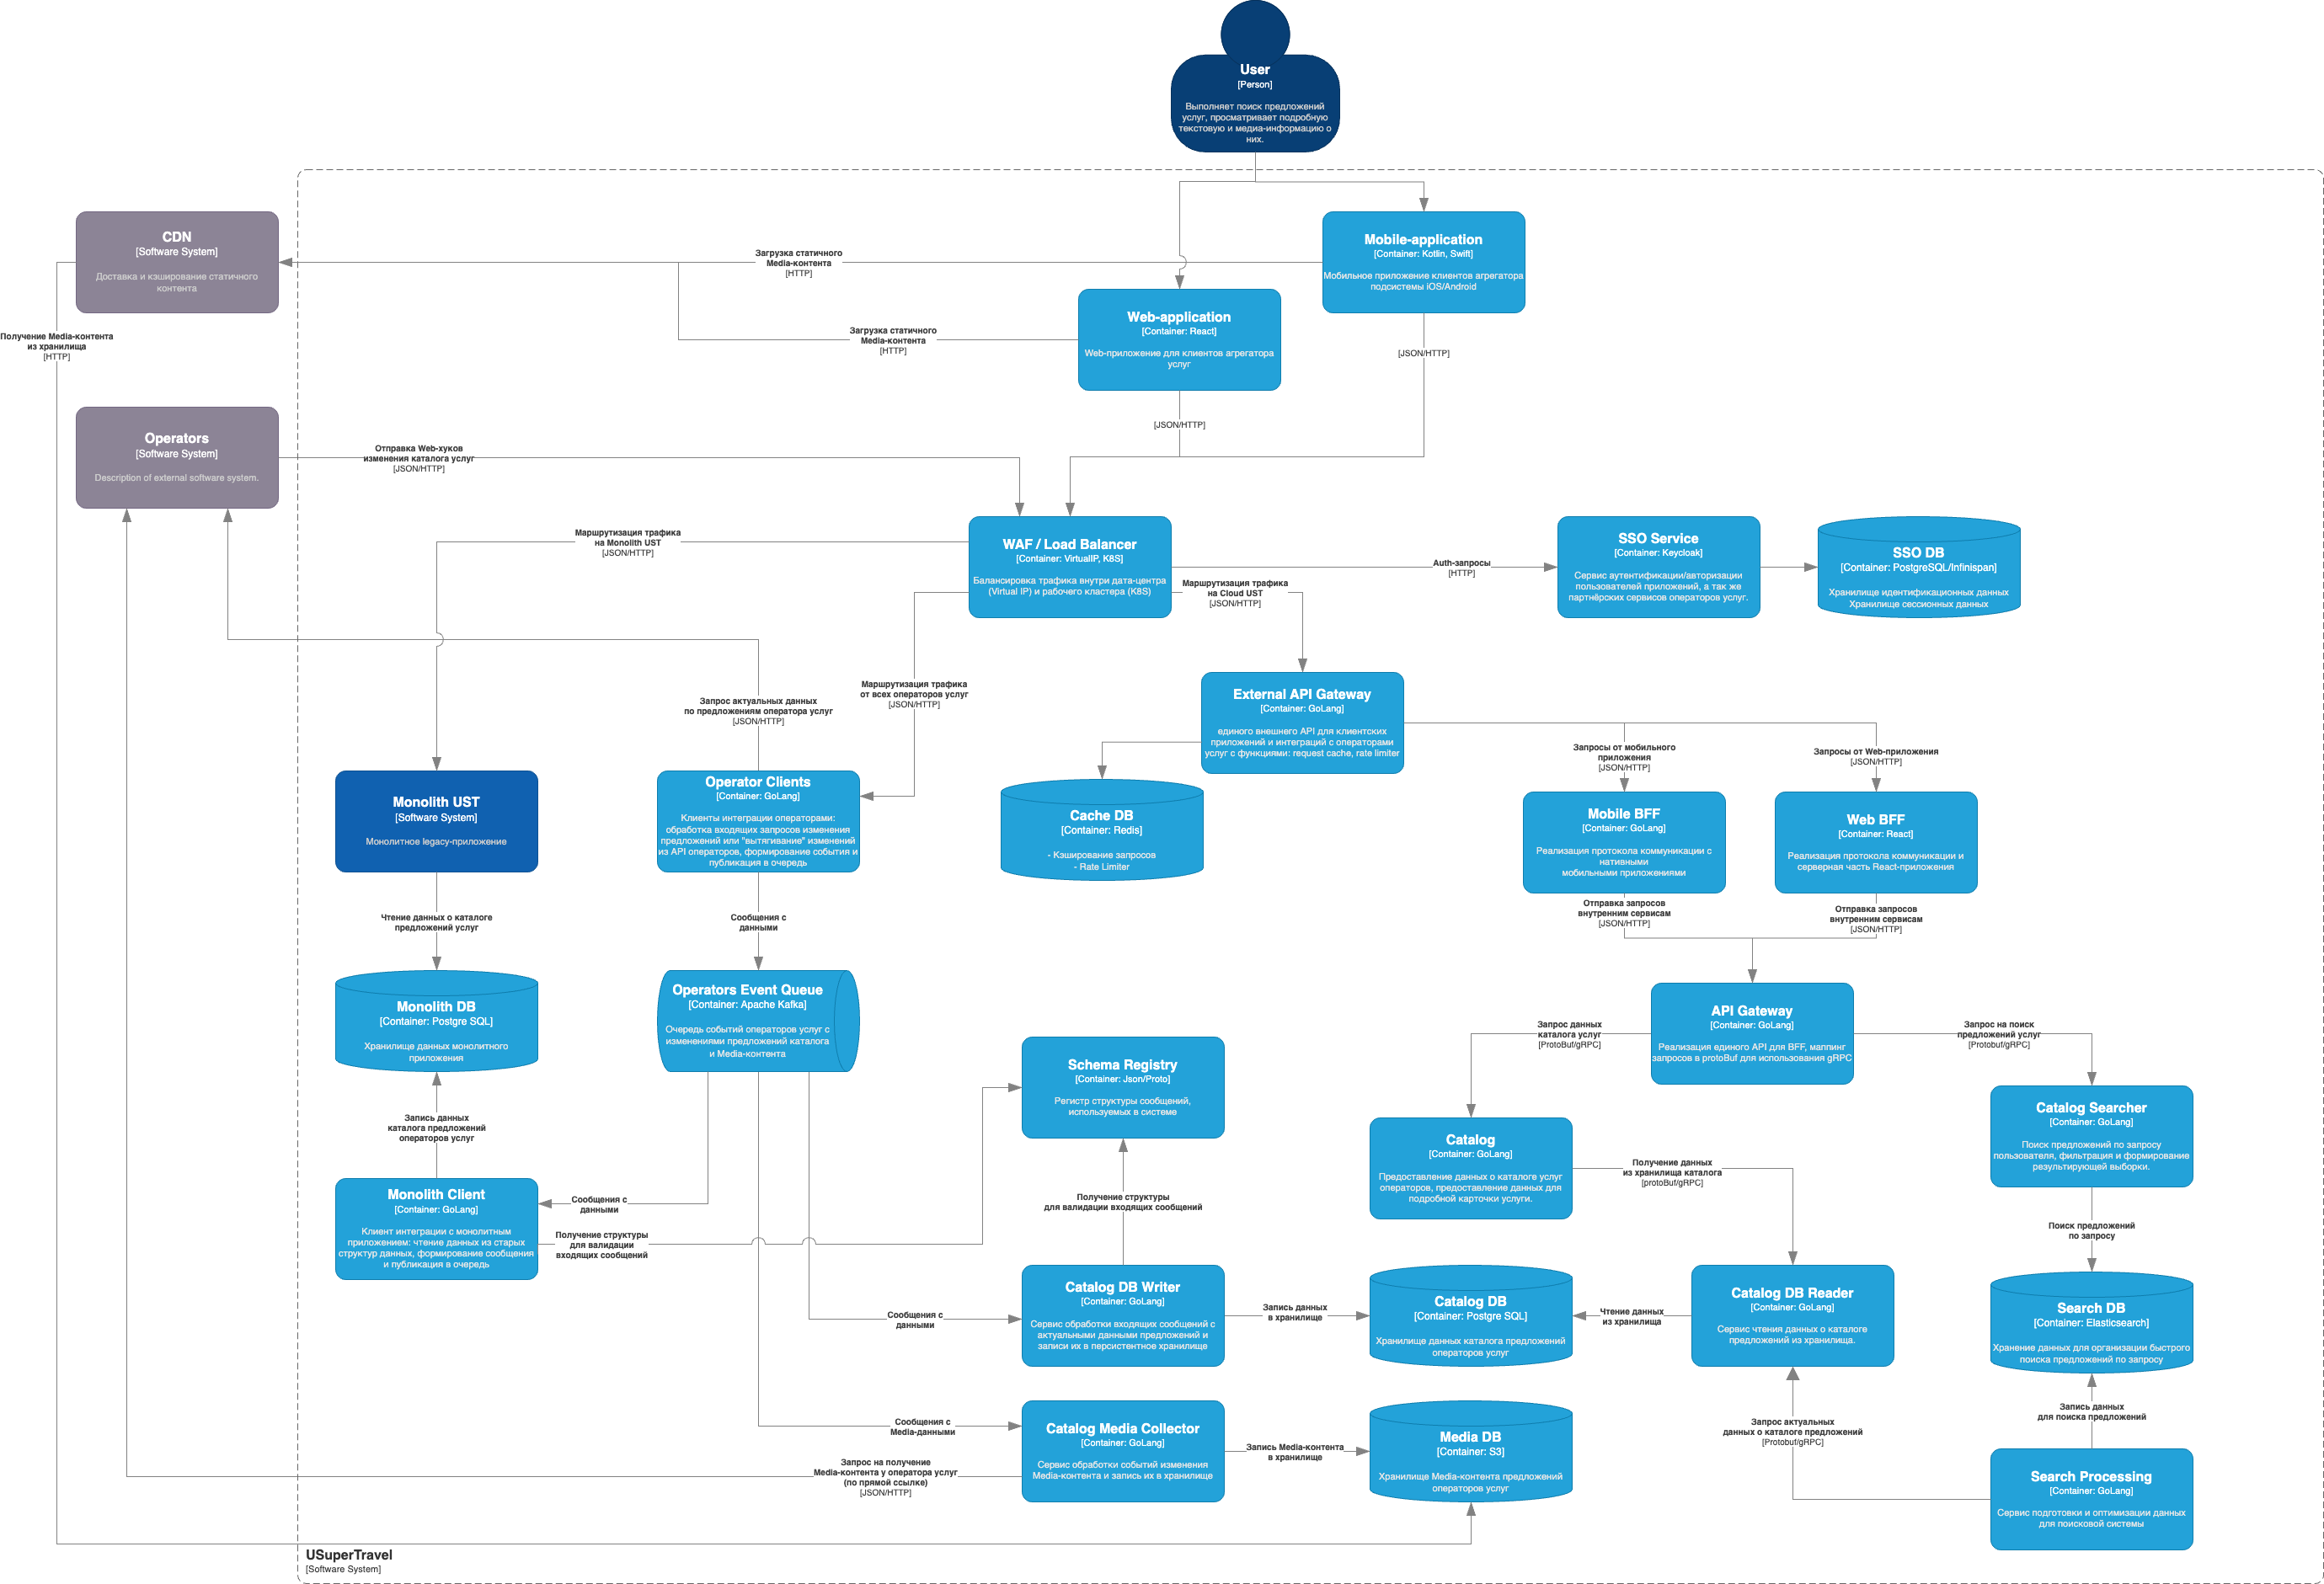 User
[Person]
Выполняет поиск предложений
услуг, просматривает подробную
текстовую и медиа-информацию о
них.
CDN
[Software System]
Доставка и кэширование статичного
контента
Загрузка статичного
Media-контента
[HTTP]
Mobile-application
[Container: Kotlin, Swift]
Мобильное приложение клиентов агрегатора
подсистемы iOS/Android
Web-application
[Container: React]
Web-приложение для клиентов агрегатора
услуг
Загрузка статичного
Media-контента
[HTTP]
Получение Media-контента
из хранилища
[HTTP]
[JSON/HTTP]
[JSON/HTTP]
Operators
[Software System]
Description of external software system.
Отправка Web-хуков
изменения каталога услуг
[JSON/HTTP]
Маршрутизация трафика
на Monolith UST
[JSON/HTTP]
WAF / Load Balancer
[Container: VirtualIP, K8S]
Балансировка трафика внутри дата-центра
(Virtual IP) и рабочего кластера (K8S)
Auth-запросы
[HTTP]
Маршрутизация трафика
на Cloud UST
[JSON/HTTP]
SSO Service
[Container: Keycloak]
Сервис аутентификации/авторизации
пользователей приложений, а так же
партнёрских сервисов операторов услуг.
SSO DB
[Container: PostgreSQL/Infinispan]
Хранилище идентификационных данных
Хранилище сессионных данных
Запрос актуальных данных
по предложениям оператора услуг
[JSON/HTTP]
Маршрутизация трафика
от всех операторов услуг
[JSON/HTTP]
External API Gateway
[Container: GoLang]
единого внешнего API для клиентских
приложений и интеграций с операторами
услуг с функциями: request cache, rate limiter
Запросы от мобильного
приложения
[JSON/HTTP]
Запросы от Web-приложения
[JSON/HTTP]
Monolith UST
[Software System]
Монолитное legacy-приложение
Operator Clients
[Container: GoLang]
Клиенты интеграции операторами:
обработка входящих запросов изменения
предложений или "вытягивание" изменений
из API операторов, формирование события и
публикация в очередь
Cache DB
[Container: Redis]
- Кэширование запросов
- Rate Limiter
Mobile BFF
[Container: GoLang]
Реализация протокола коммуникации с
нативными
мобильными приложениями
Web BFF
[Container: React]
Реализация протокола коммуникации и
серверная часть React-приложения
Чтение данных о каталоге
предложений услуг
Сообщения с
данными
Отправка запросов
внутренним сервисам
[JSON/HTTP]
Отправка запросов
внутренним сервисам
[JSON/HTTP]
Monolith DB
[Container: Postgre SQL]
Хранилище данных монолитного
приложения
Operators Event Queue
[Container: Apache Kafka]
Очередь событий операторов услуг с
изменениями предложений каталога
и Media-контента
Schema Registry
[Container: Json/Proto]
Регистр структуры сообщений,
используемых в системе
Запрос данных
каталога услуг
[ProtoBuf/gRPC]
API Gateway
[Container: GoLang]
Реализация единого API для BFF, маппинг
запросов в protoBuf для использования gRPC
Запрос на поиск
предложений услуг
[Protobuf/gRPC]
Запись данных
каталога предложений
операторов услуг
Catalog
[Container: GoLang]
Предоставление данных о каталоге услуг
операторов, предоставление данных для
подробной карточки услуги.
Получение данных
из хранилища каталога
[protoBuf/gRPC]
Catalog Searcher
[Container: GoLang]
Поиск предложений по запросу
пользователя, фильтрация и формирование
результирующей выборки.
Monolith Client
[Container: GoLang]
Клиент интеграции с монолитным
приложением: чтение данных из старых
структур данных, формирование сообщения
и публикация в очередь
Сообщения с
данными
Получение структуры
для валидации
входящих сообщений
Получение структуры
для валидации входящих сообщений
Поиск предложений
по запросу
Сообщения с
данными
Catalog DB Writer
[Container: GoLang]
Сервис обработки входящих сообщений с
актуальными данными предложений и
записи их в персистентное хранилище
Запись данных
в хранилище
Catalog DB
[Container: Postgre SQL]
Хранилище данных каталога предложений
операторов услуг
Чтение данных
из хранилища
Catalog DB Reader
[Container: GoLang]
Сервис чтения данных о каталоге
предложений из хранилища.
Search DB
[Container: Elasticsearch]
Хранение данных для организации быстрого
поиска предложений по запросу
Сообщения с
Media-данными
Catalog Media Collector
[Container: GoLang]
Сервис обработки событий изменения
Media-контента и запись их в хранилище
Запись Media-контента
в хранилище
Media DB
[Container: S3]
Хранилище Media-контента предложений
операторов услуг
Запрос актуальных
данных о каталоге предложений
[Protobuf/gRPC]
Запись данных
для поиска предложений
Запрос на получение
Media-контента у оператора услуг
(по прямой ссылке)
[JSON/HTTP]
Search Processing
[Container: GoLang]
Сервис подготовки и оптимизации данных
для поисковой системы
USuperTravel
[Software System]